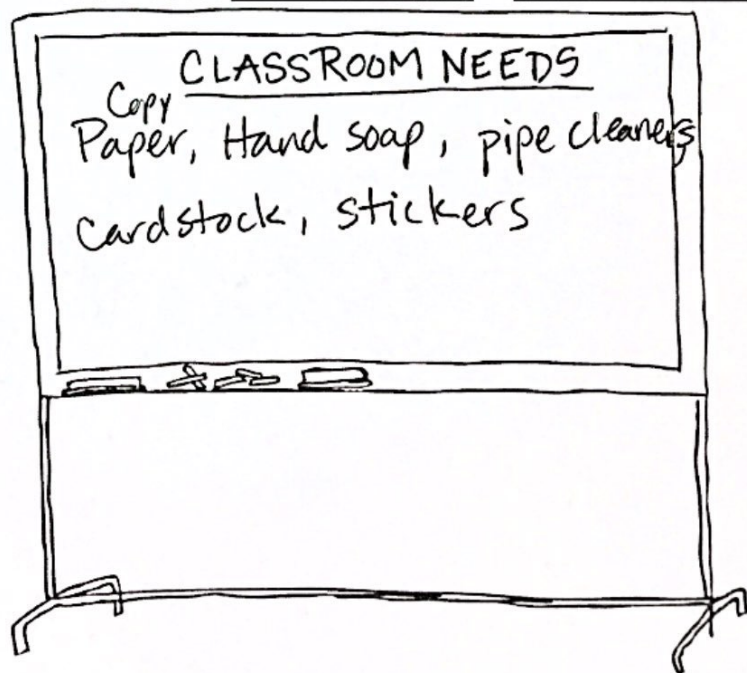 CLASSROOM NEEDS
Copy
Paper, Hand soap, pipe cleaners,
cardstock, stickers